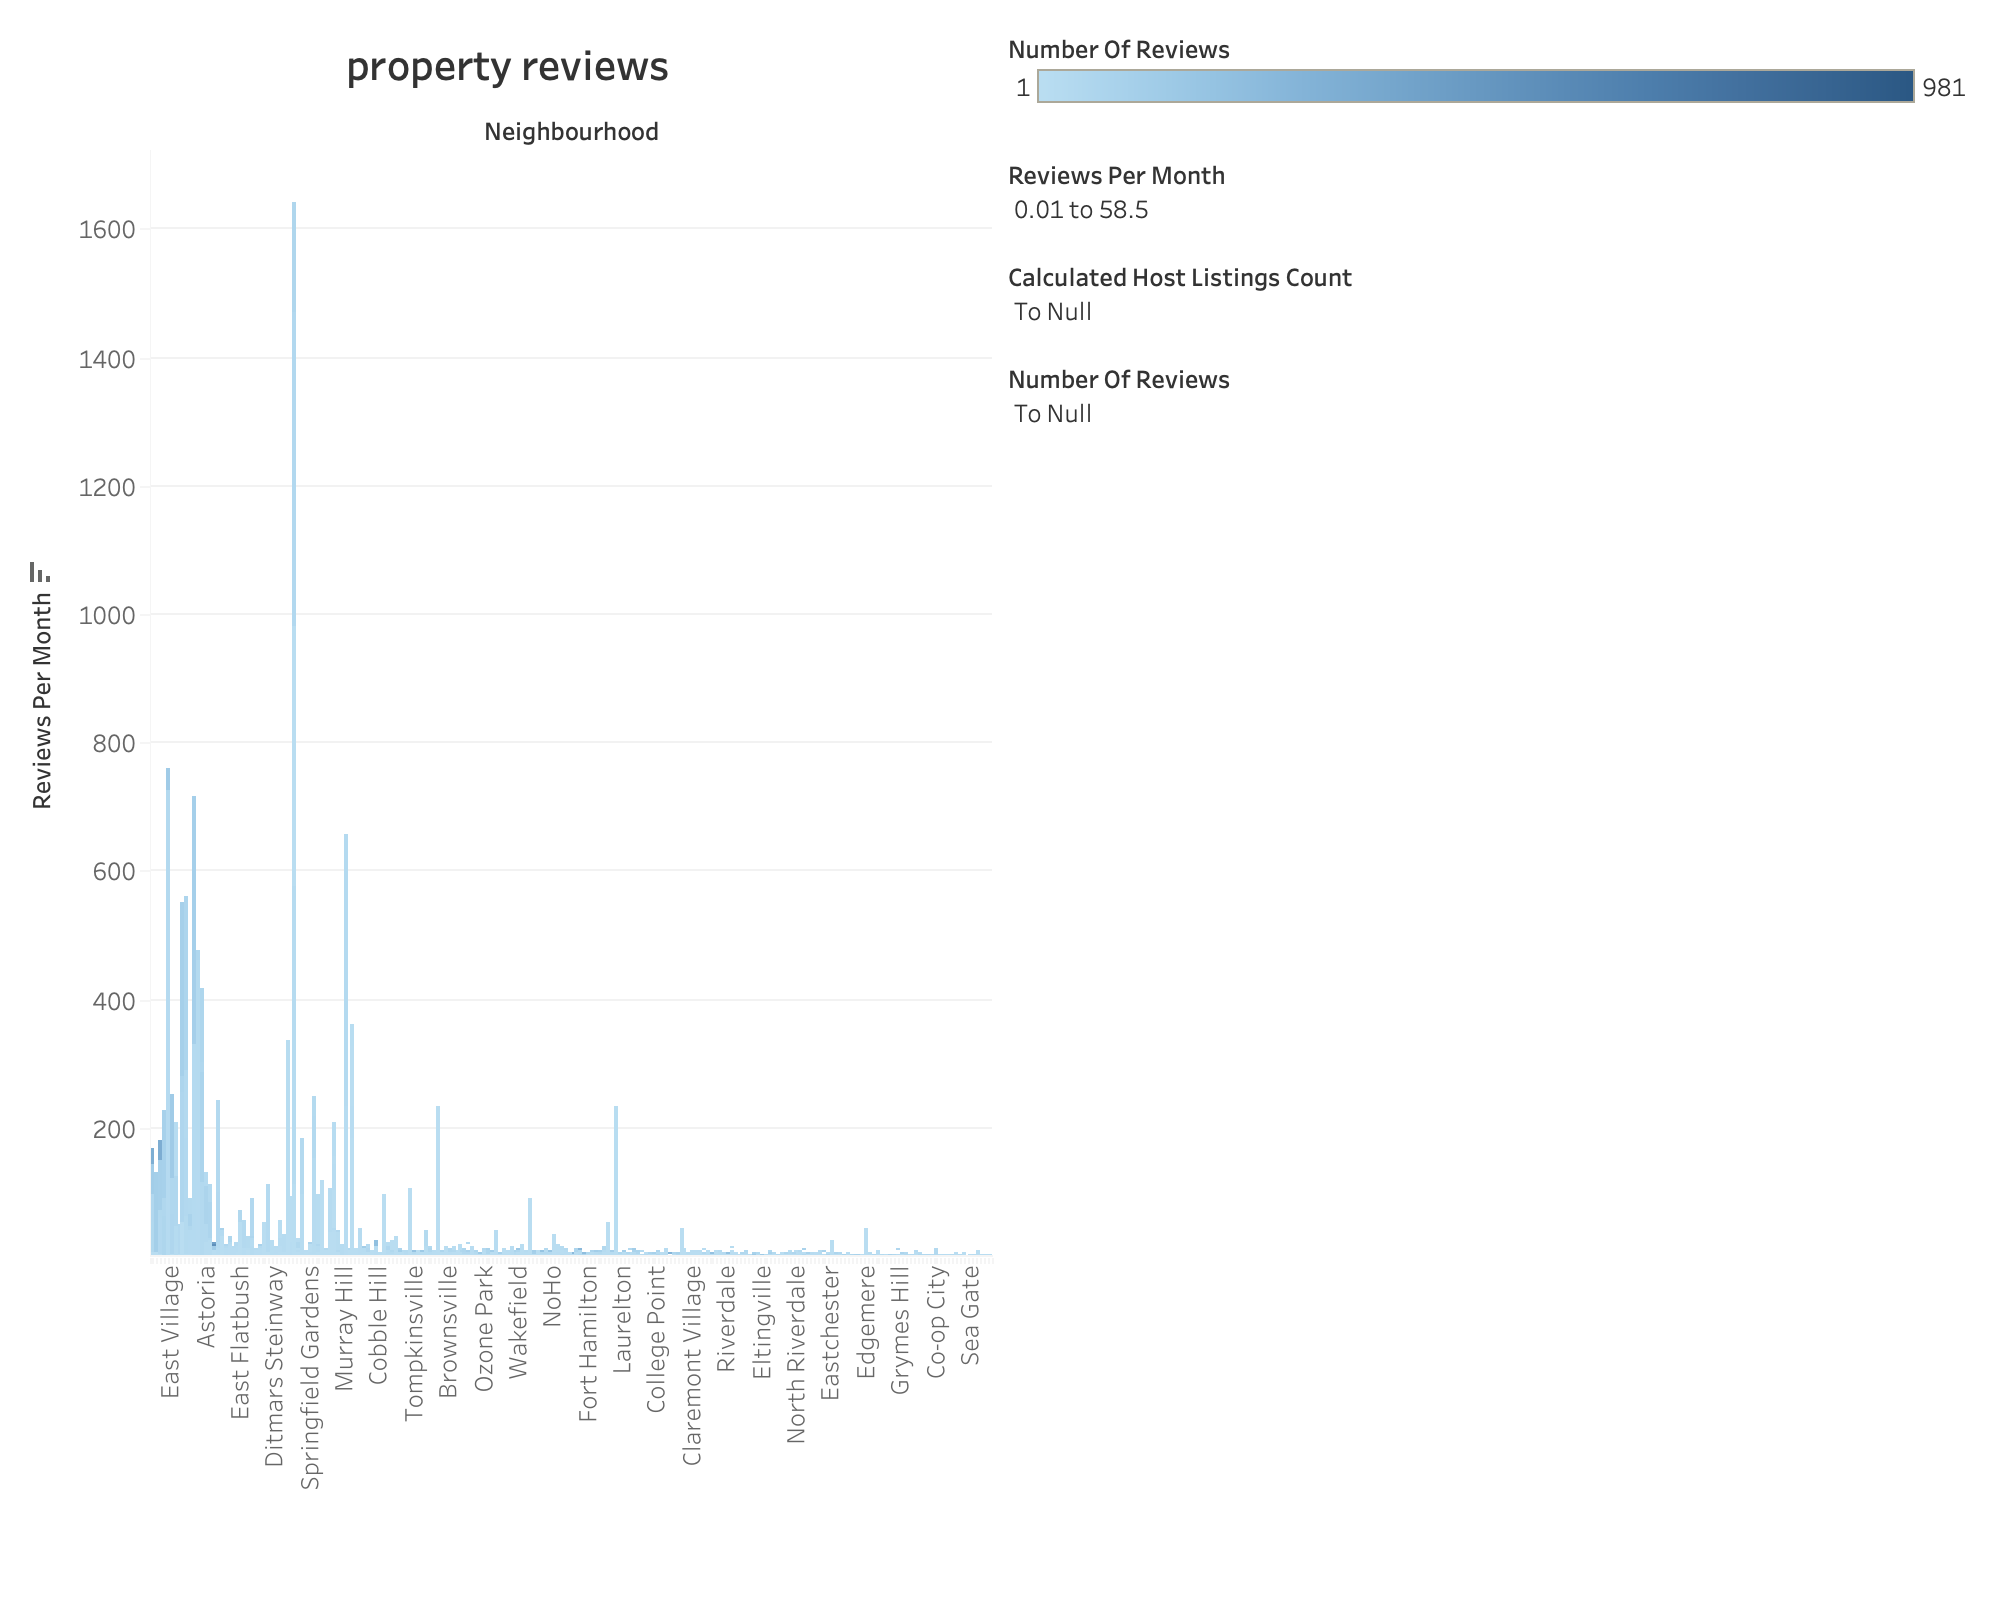 property reviews
Neighbourhood
1600
1400
1200
1000
800
600
400
200
Reviews Per Month
East Village
Astoria
East Flatbush
Ditmars Steinway
Springfield Gardens
Murray Hill
Cobble Hill
Tompkinsville
Brownsville
Ozone Park
Wakefield
NoHo
Fort Hamilton
Laurelton
College Point
Claremont Village
Riverdale
Eltingville
North Riverdale
Eastchester
Edgemere
Grymes Hill
Co-op City
Sea Gate
Number Of Reviews
1 981
Reviews Per Month
0.01 to 58.5
Calculated Host Listings Count
To Null
Number Of Reviews
To Null